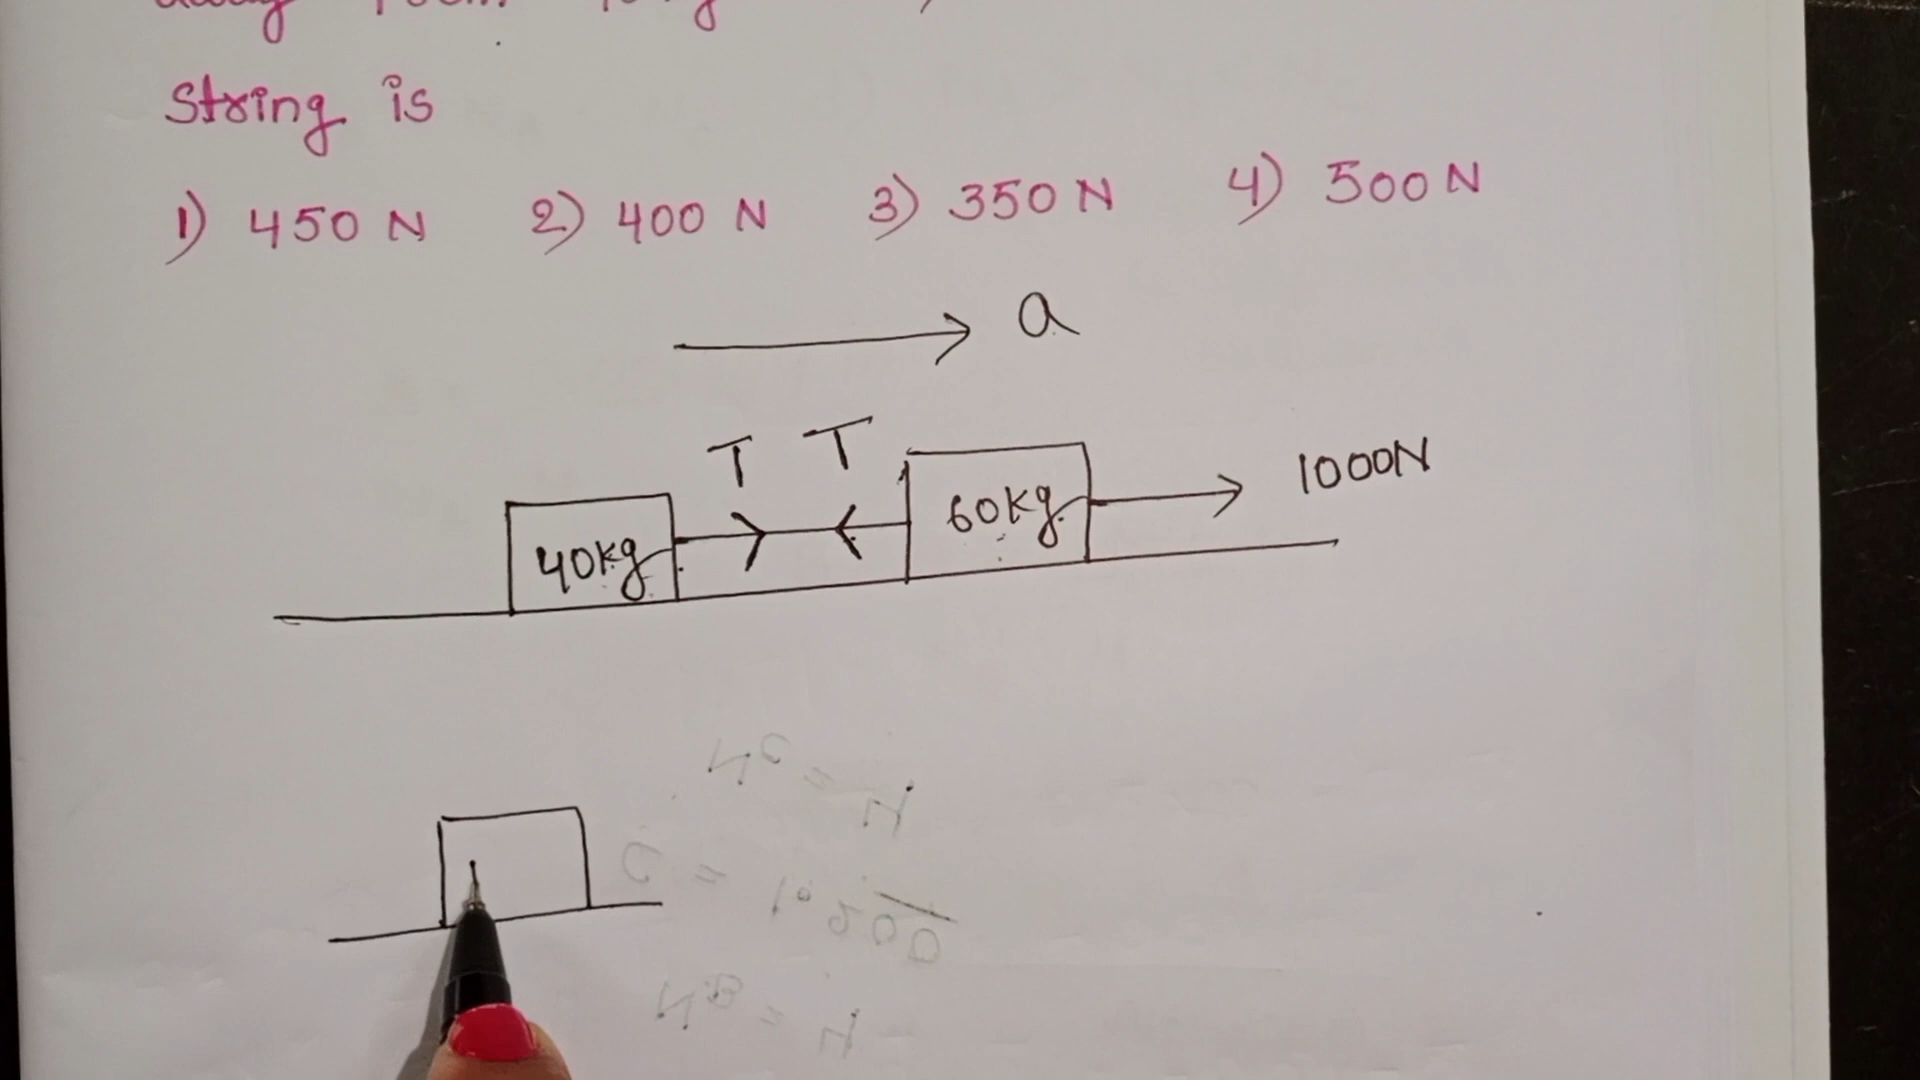 String is
1) 450 N 2) 400 N 3) 350 N 4) 500 N
a
T T
40kg 60kg 1000N